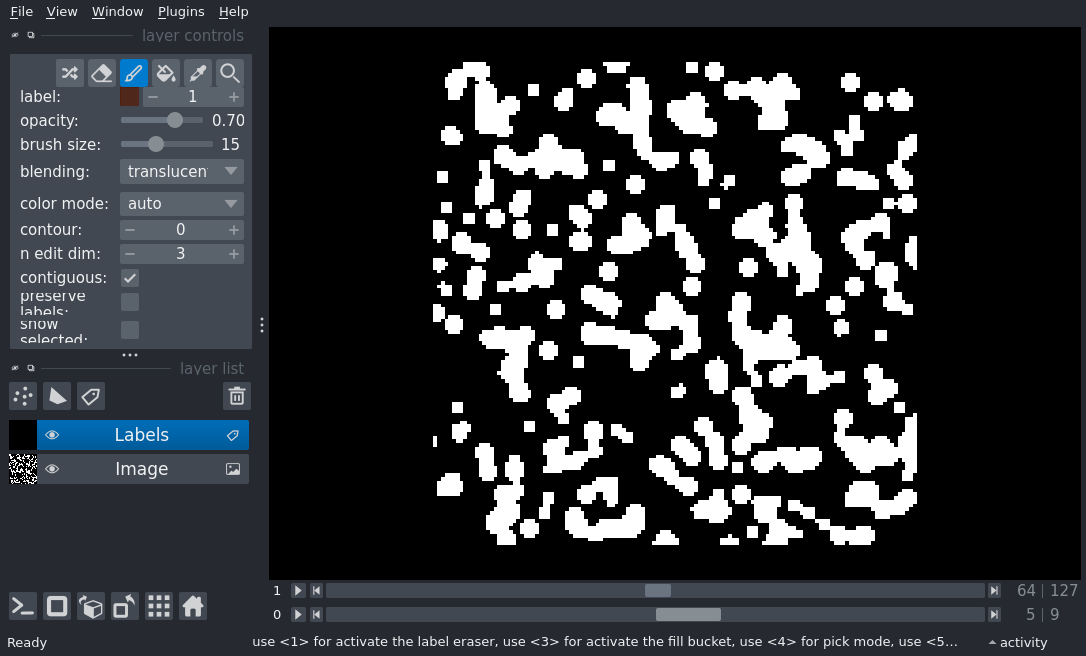 File View Window Plugins Help
layer controls
label: 1
opacity: 0.70
brush size: 15
blending: translucen
color mode: auto
contour: 0
n edit dim: 3
contiguous:
preserve
labels:
show
selected:
layer list
Labels
Image
1 64 | 127
0 5 | 9
Ready use <1> for activate the label eraser, use <3> for activate the fill bucket, use <4> for pick mode, use <5... activity